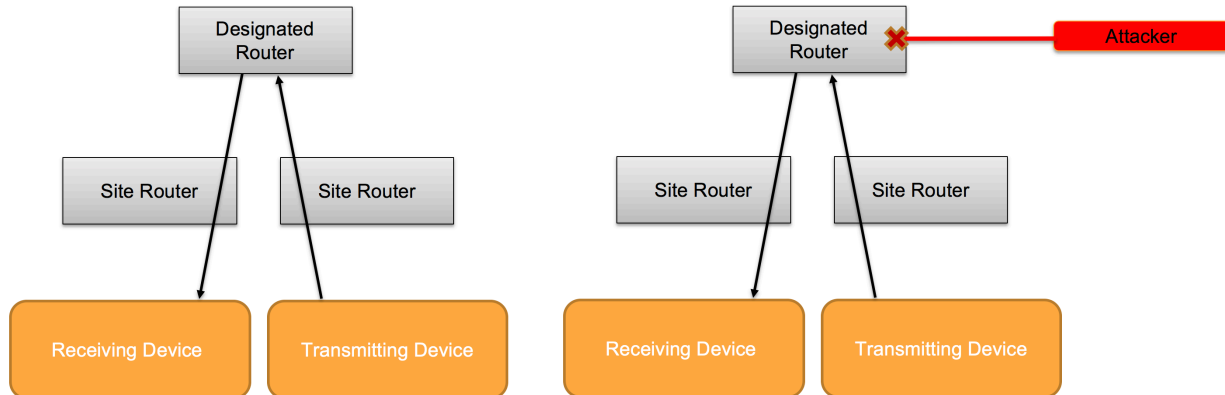 Designated
Router
Site Router
Site Router
Receiving Device
Transmitting Device
Designated
Router
Attacker
Site Router
Site Router
Receiving Device
Transmitting Device